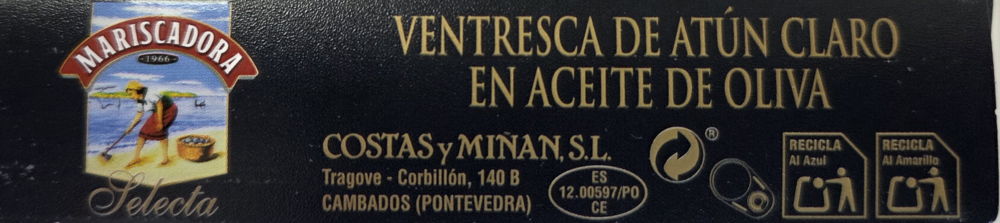 MARISCADORA
-1966-
Selecta
VENTRESCA DE ATÚN CLARO
EN ACEITE DE OLIVA
COSTAS y MIÑAN, S.L.
Tragove - Corbillón, 140 B
CAMBADOS (PONTEVEDRA)
ES
12.00597/PO
CE
®
RECICLA
Al Azul
RECICLA
Al Amarillo